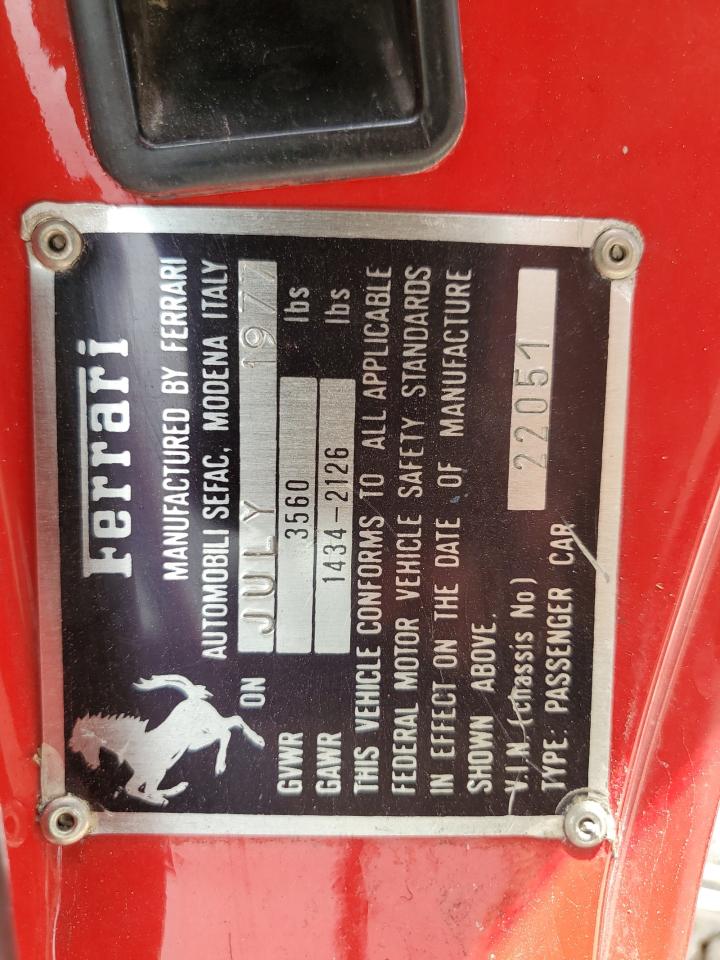 Ferrari
MANUFACTURED BY FERRARI
AUTOMOBILI SEFAC, MODENA ITALY
ON JULY 1977
GVWR 3560 lbs
GAWR 1434-2126 lbs
THIS VEHICLE CONFORMS TO ALL APPLICABLE
FEDERAL MOTOR VEHICLE SAFETY STANDARDS
IN EFFECT ON THE DATE OF MANUFACTURE
SHOWN ABOVE.
V.I.N (chassis No) 22051
TYPE: PASSENGER CAR